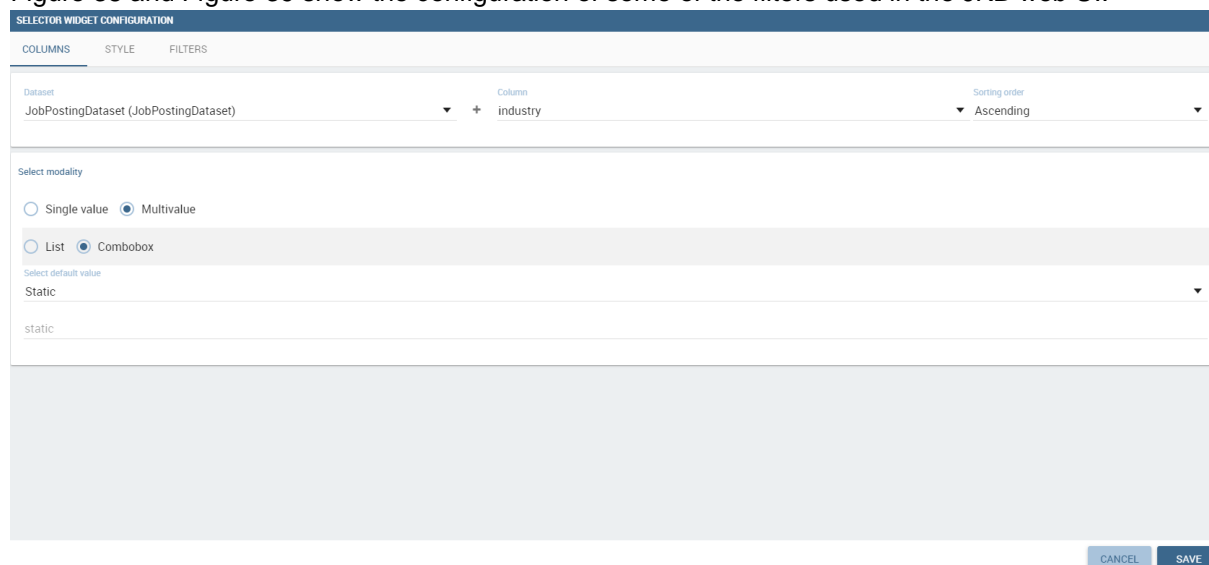 SELECTOR WIDGET CONFIGURATION
COLUMNS STYLE FILTERS
Dataset Column Sorting order
JobPostingDataset (JobPostingDataset) + industry Ascending
Select modality
Single value Multivalue
List Combobox
Select default value
Static
static
CANCEL SAVE